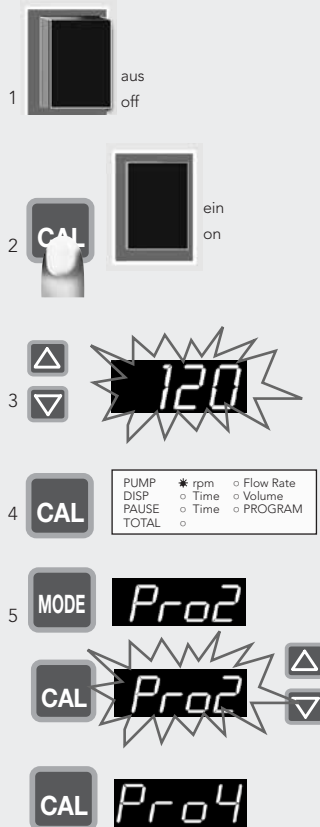 aus
1 off
ein
2 CAL on
3 120
PUMP rpm Flow Rate
DISP Time Volume
PAUSE Time PROGRAM
TOTAL
4 CAL
5 MODE Pro2
CAL Pro2
CAL Pro4